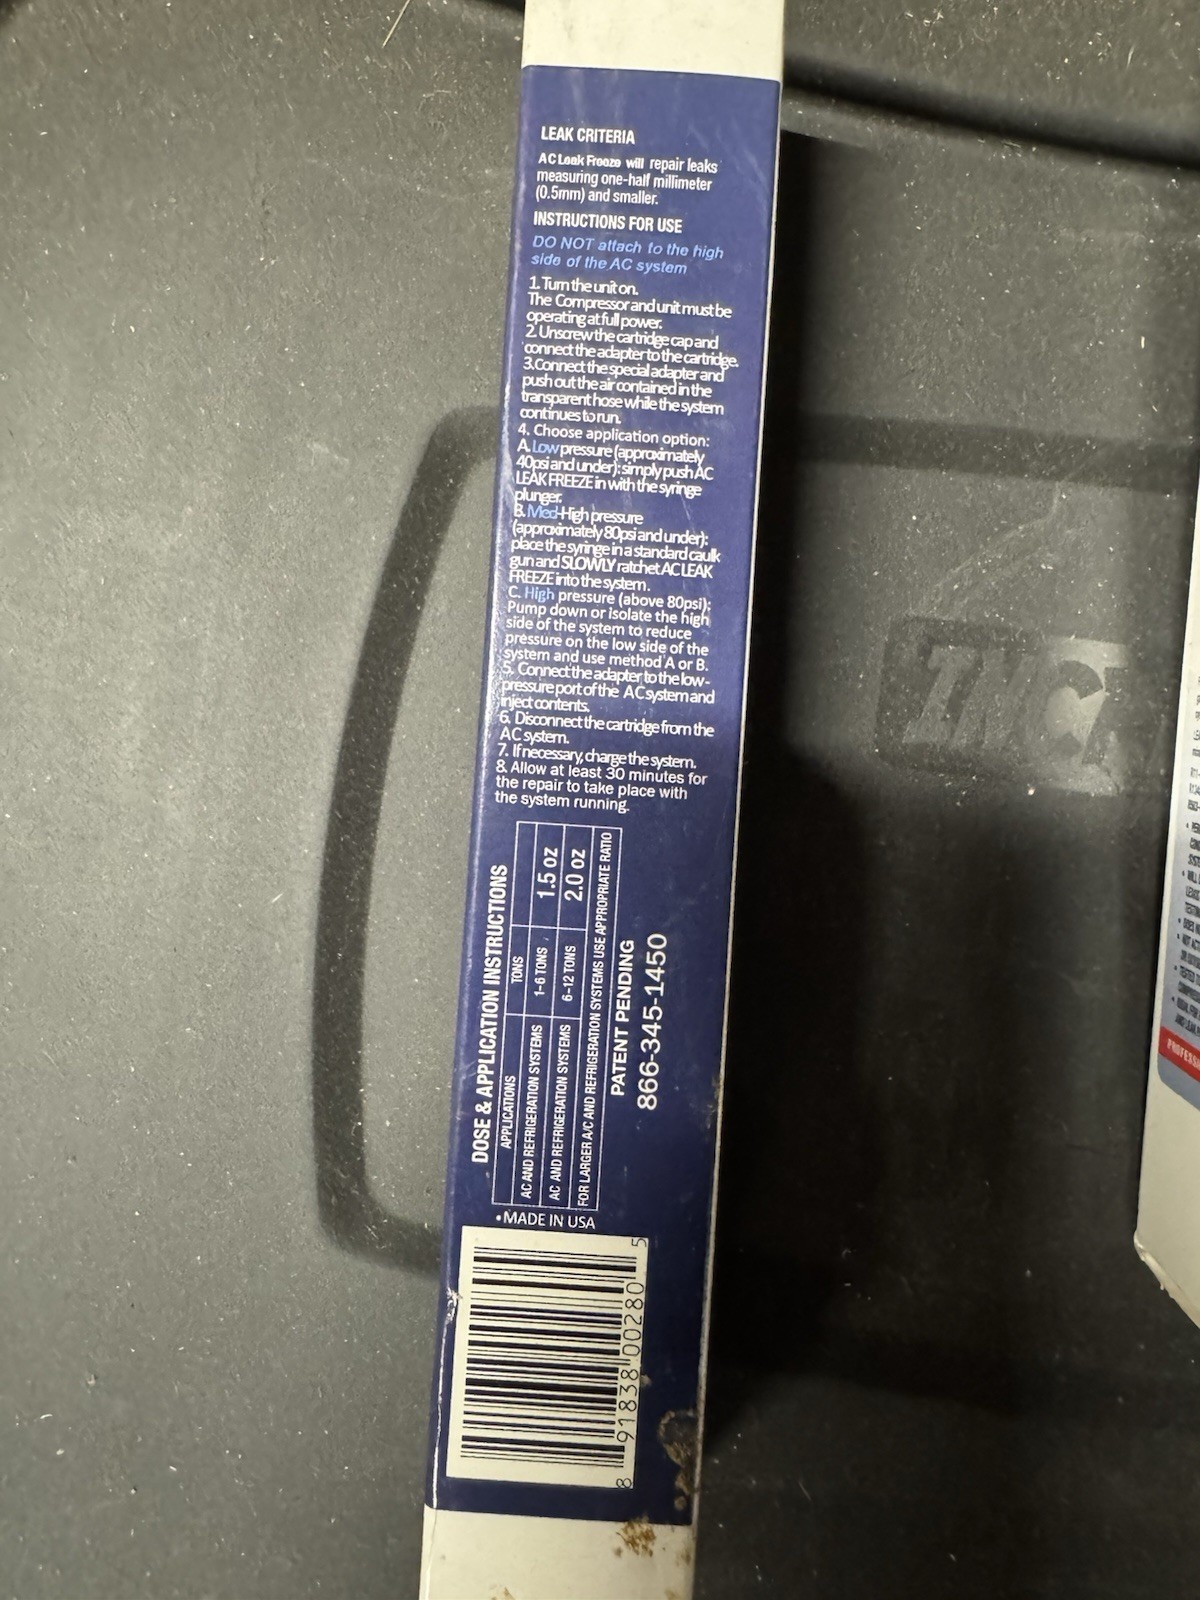 LEAK CRITERIA
AC Leak Freeze will repair leaks
measuring one-half millimeter
(0.5mm) and smaller.
INSTRUCTIONS FOR USE
DO NOT attach to the high
side of the AC system
1. Turn the unit on.
The Compressor and unit must be
operating at full power.
2. Unscrew the cartridge cap and
connect the adapter to the cartridge.
3.Connect the special adapter and
push out the air contained in the
transparent hose while the system
continues to run.
4. Choose application option:
A. Low pressure (approximately
40psi and under): simply push AC
LEAK FREEZE in with the syringe
plunger.
B. Med-High pressure
(approximately 80psi and under):
place the syringe in a standard caulk
gun and SLOWLY ratchet AC LEAK
FREEZE into the system.
C. High pressure (above 80psi);
Pump down or isolate the high
side of the system to reduce
pressure on the low side of the
system and use method A or B.
5. Connect the adapter to the low-
pressure port of the AC system and
inject contents.
6. Disconnect the cartridge from the
AC system.
7. If necessary, charge the system.
8. Allow at least 30 minutes for
the repair to take place with
the system running.
DOSE & APPLICATION INSTRUCTIONS
APPLICATIONS TONS
AC AND REFRIGERATION SYSTEMS 1-6 TONS 1.5 oz
AC AND REFRIGERATION SYSTEMS 6-12 TONS 2.0 oz
FOR LARGER A/C AND REFRIGERATION SYSTEMS USE APPROPRIATE RATIO
PATENT PENDING
866-345-1450
•MADE IN USA
8 91838 00280 5